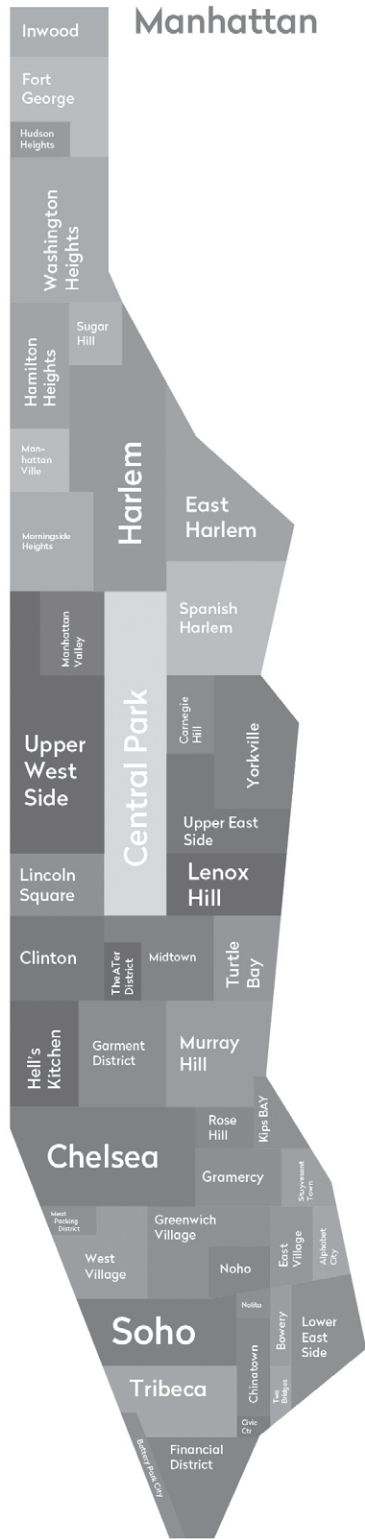 Manhattan
Inwood
Fort
George
Hudson
Heights
Washington
Heights
Sugar
Hill
Hamilton
Heights
Man-
hattan
Ville
Harlem
Morningside
Heights
East
Harlem
Spanish
Harlem
Manhattan
Valley
Central Park
Carnegie
Hill
Yorkville
Upper
West
Side
Upper East
Side
Lincoln
Square
Lenox
Hill
Clinton
TheATer
District
Midtown
Turtle
Bay
Hell's
Kitchen
Garment
District
Murray
Hill
Rose
Hill
Kips BAY
Chelsea
Gramercy
Stuyvesant
Town
Meat
Packing
District
Greenwich
Village
West
Village
Noho
East
Village
Alphabet
City
Soho
Nolita
Bowery
Lower
East
Side
Chinatown
Tribeca
Two
Bridges
Civic
Ctr
Battery Park CitY
Financial
District